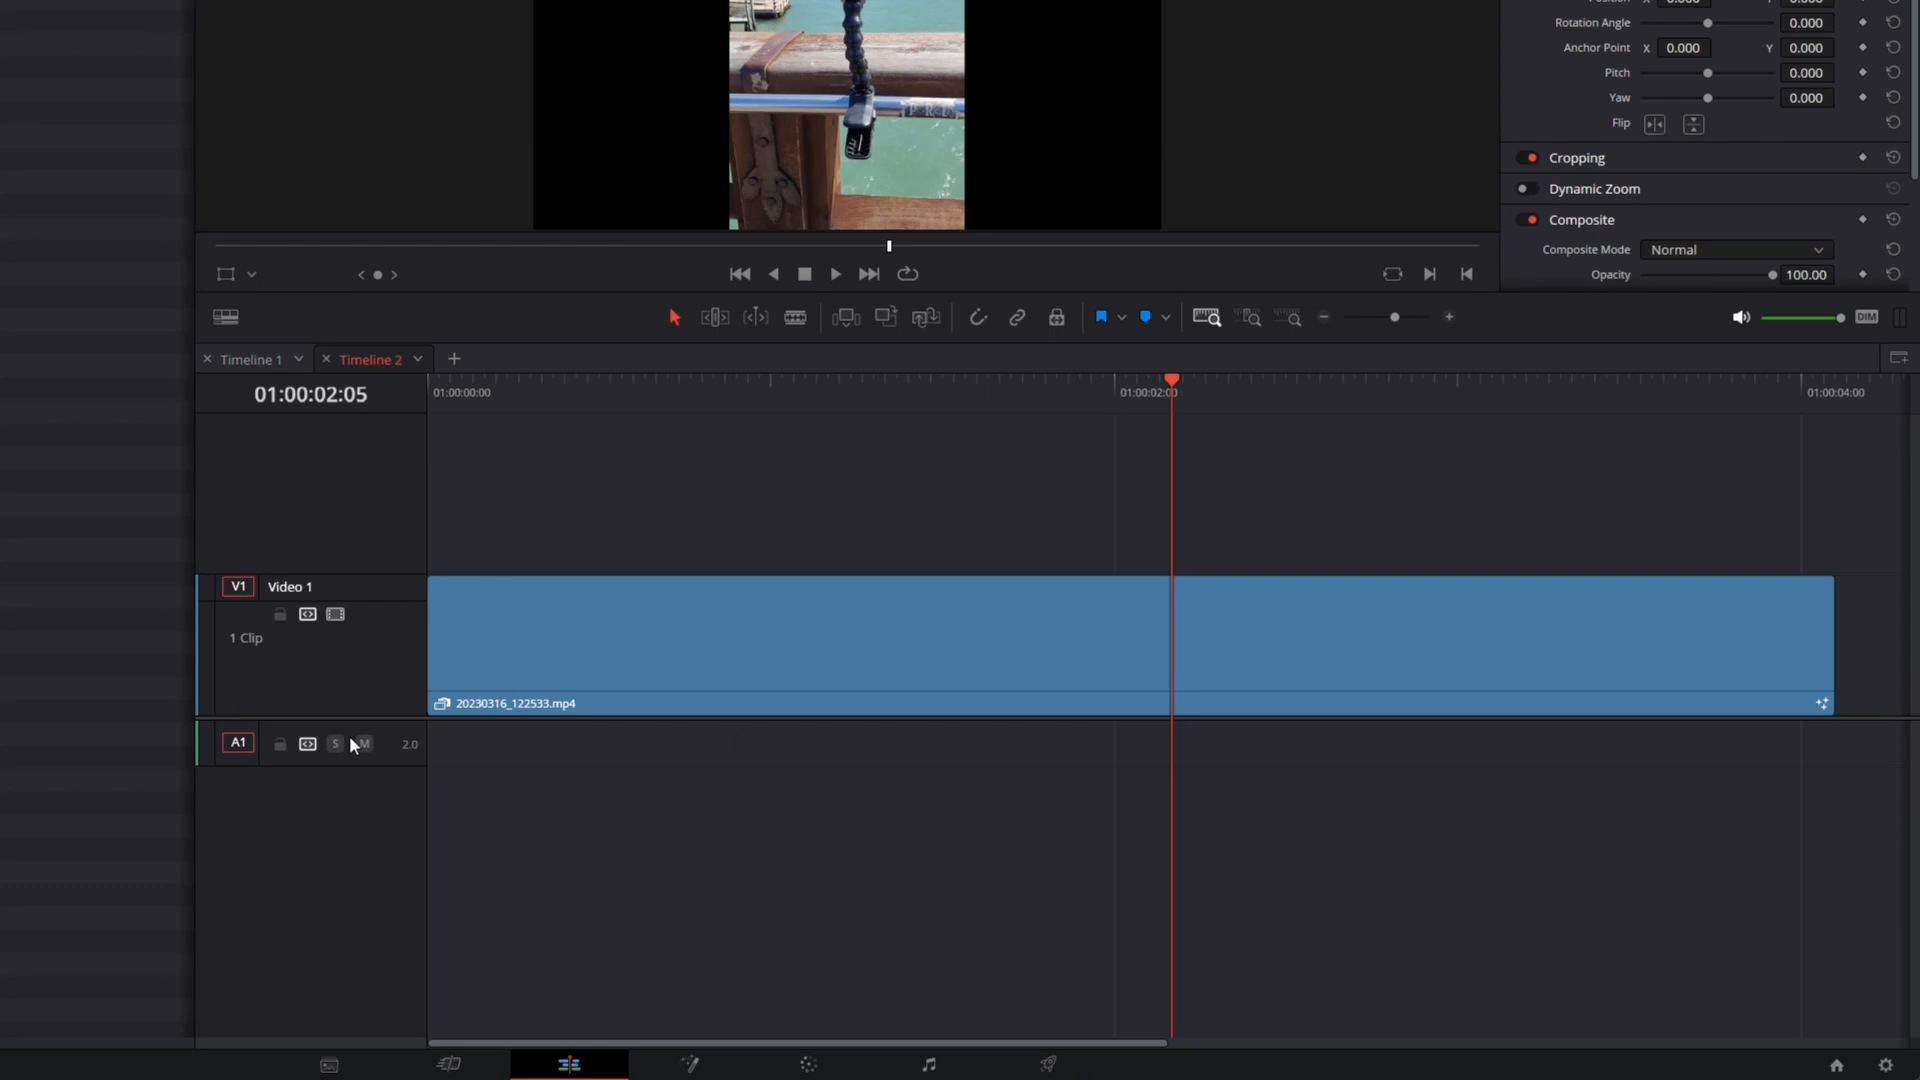 Rotation Angle 0.000
Anchor Point X 0.000 Y 0.000
Pitch 0.000
Yaw 0.000
Flip
Cropping
Dynamic Zoom
Composite
Composite Mode Normal
Opacity 100.00
DIM
Timeline 1
Timeline 2
01:00:02:05
01:00:00:00
01:00:02:00
01:00:04:00
V1 Video 1
1 Clip
20230316_122533.mp4
A1 S M 2.0